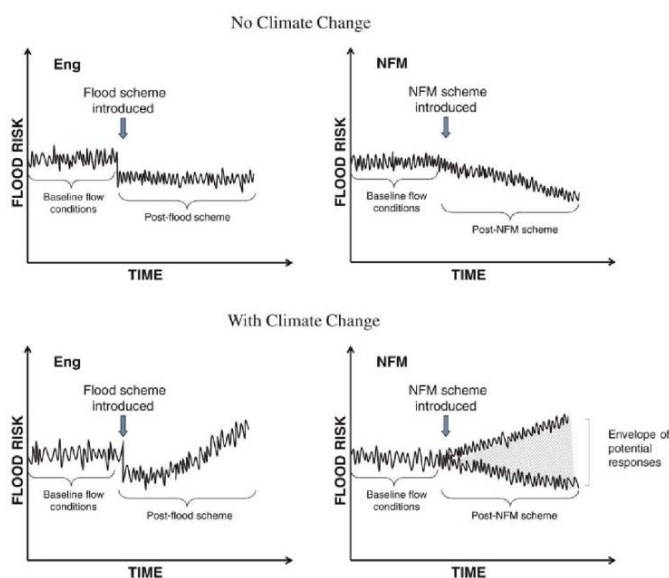 No Climate Change
Eng
Flood scheme
introduced
FLOOD RISK
Baseline flow
conditions
Post-flood scheme
TIME
NFM
NFM scheme
introduced
FLOOD RISK
Baseline flow
conditions
Post-NFM scheme
TIME
With Climate Change
Eng
Flood scheme
introduced
FLOOD RISK
Baseline flow
conditions
Post-flood scheme
TIME
NFM
NFM scheme
introduced
FLOOD RISK
Baseline flow
conditions
Post-NFM scheme
TIME
Envelope of
potential
responses